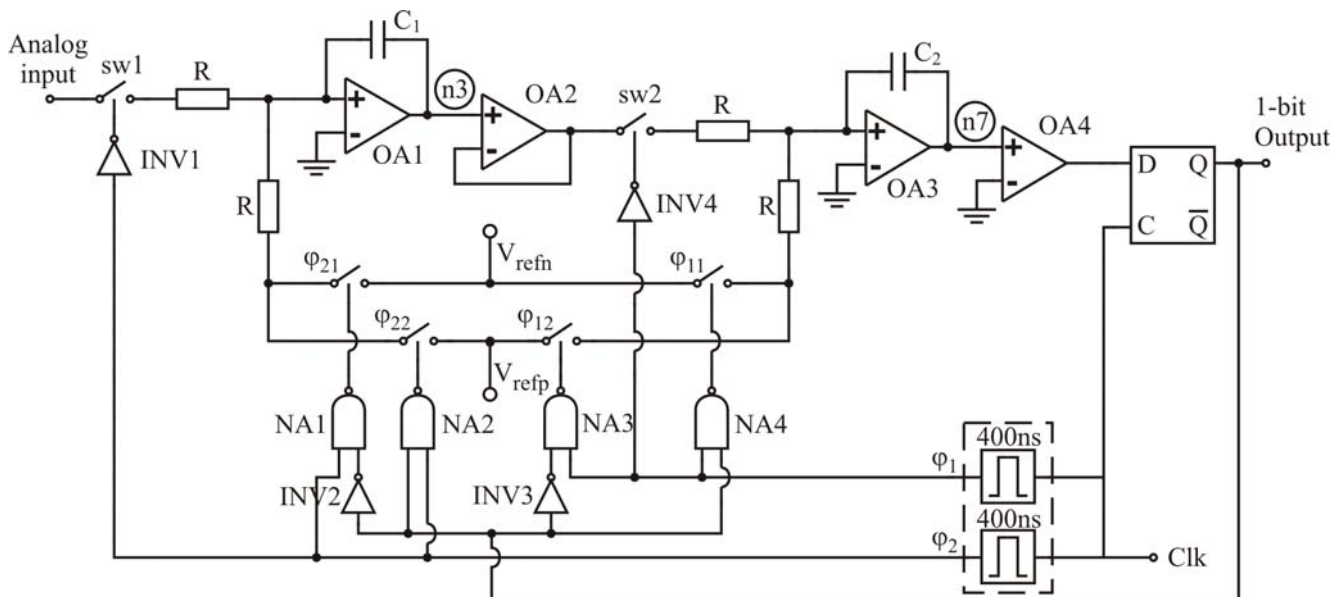 Analog
input
sw1
R
C1
+
-
OA1
n3
OA2
+
-
sw2
R
C2
+
-
OA3
n7
OA4
+
-
1-bit
Output
D
Q
C
Q̅
INV1
R
INV4
R
φ21
Vrefn
φ11
φ22
φ12
Vrefp
NA1
NA2
NA3
NA4
INV2
INV3
φ1
400ns
φ2
400ns
Clk